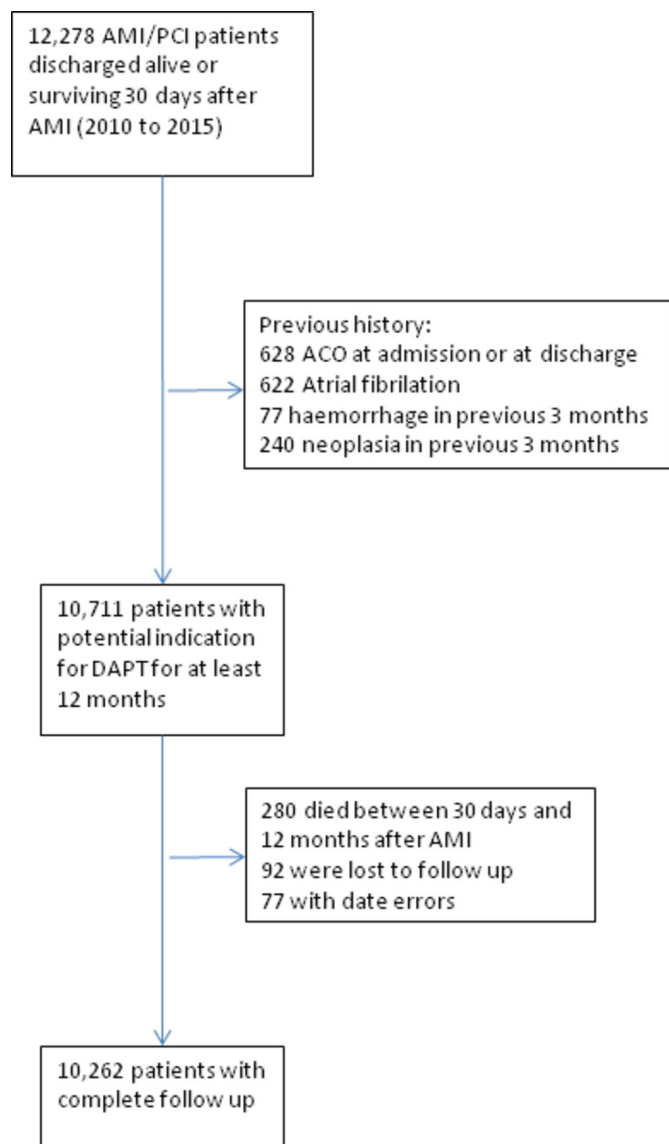 12,278 AMI/PCI patients
discharged alive or
surviving 30 days after
AMI (2010 to 2015)
Previous history:
628 ACO at admission or at discharge
622 Atrial fibrilation
77 haemorrhage in previous 3 months
240 neoplasia in previous 3 months
10,711 patients with
potential indication
for DAPT for at least
12 months
280 died between 30 days and
12 months after AMI
92 were lost to follow up
77 with date errors
10,262 patients with
complete follow up